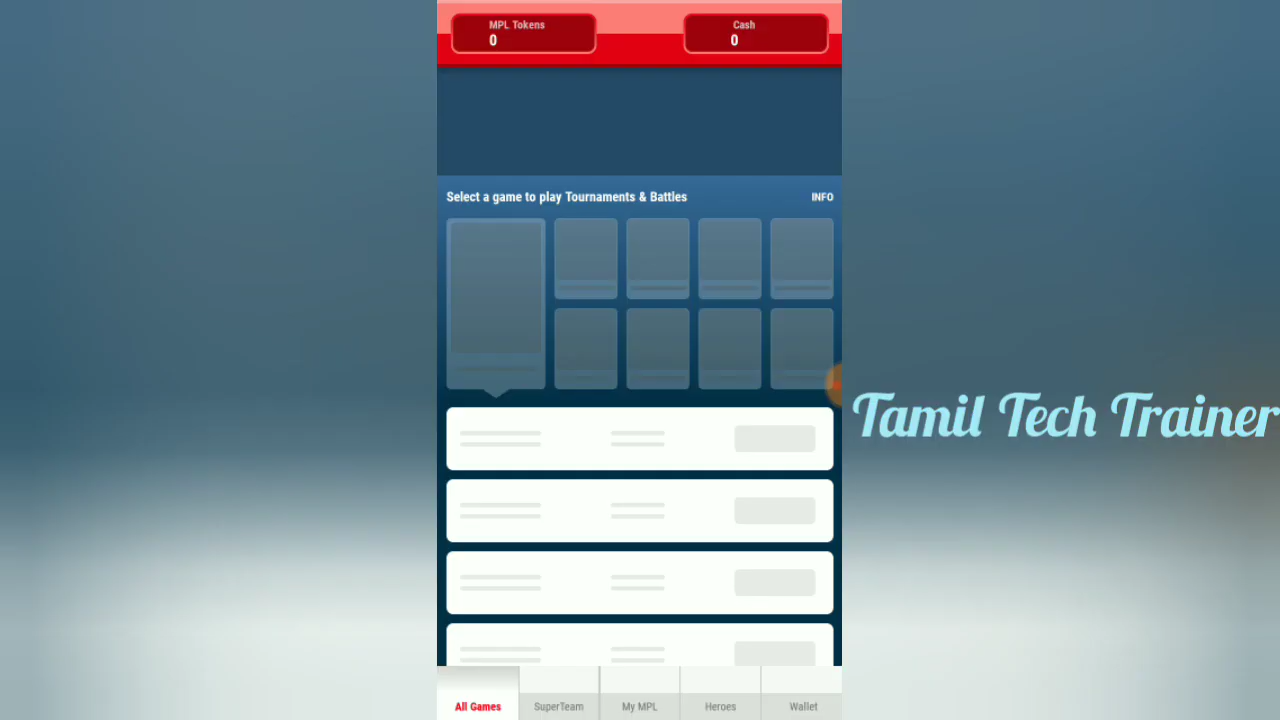 MPL Tokens
0
Cash
0
Select a game to play Tournaments & Battles
INFO
Tamil Tech Trainer
All Games
SuperTeam
My MPL
Heroes
Wallet